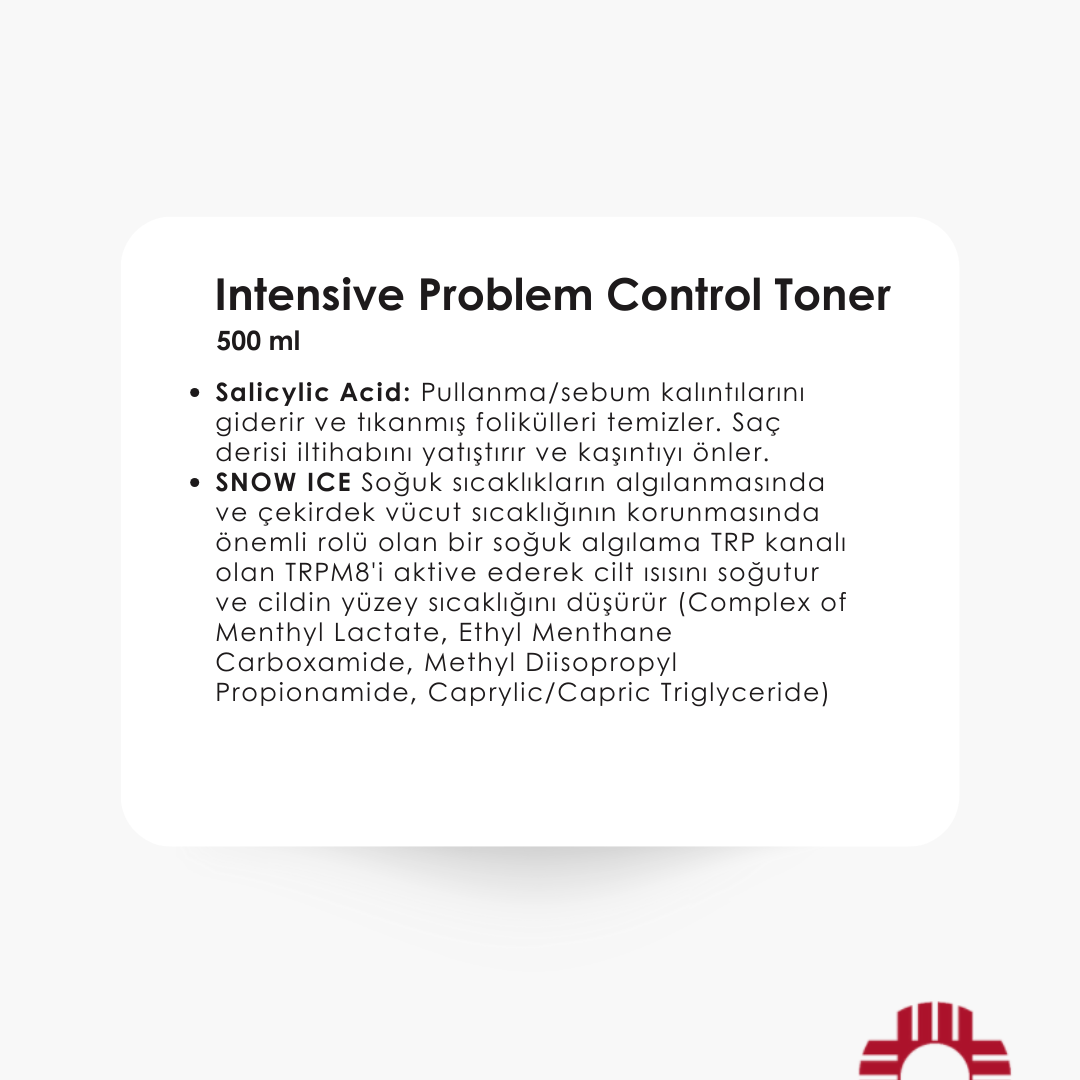 Intensive Problem Control Toner
500 ml
• Salicylic Acid: Pullanma/sebum kalıntılarını
giderir ve tıkanmış folikülleri temizler. Saç
derisi iltihabını yatıştırır ve kaşıntıyı önler.
• SNOW ICE Soğuk sıcaklıkların algılanmasında
ve çekirdek vücut sıcaklığının korunmasında
önemli rolü olan bir soğuk algılama TRP kanalı
olan TRPM8'i aktive ederek cilt ısısını soğutur
ve cildin yüzey sıcaklığını düşürür (Complex of
Menthyl Lactate, Ethyl Menthane
Carboxamide, Methyl Diisopropyl
Propionamide, Caprylic/Capric Triglyceride)